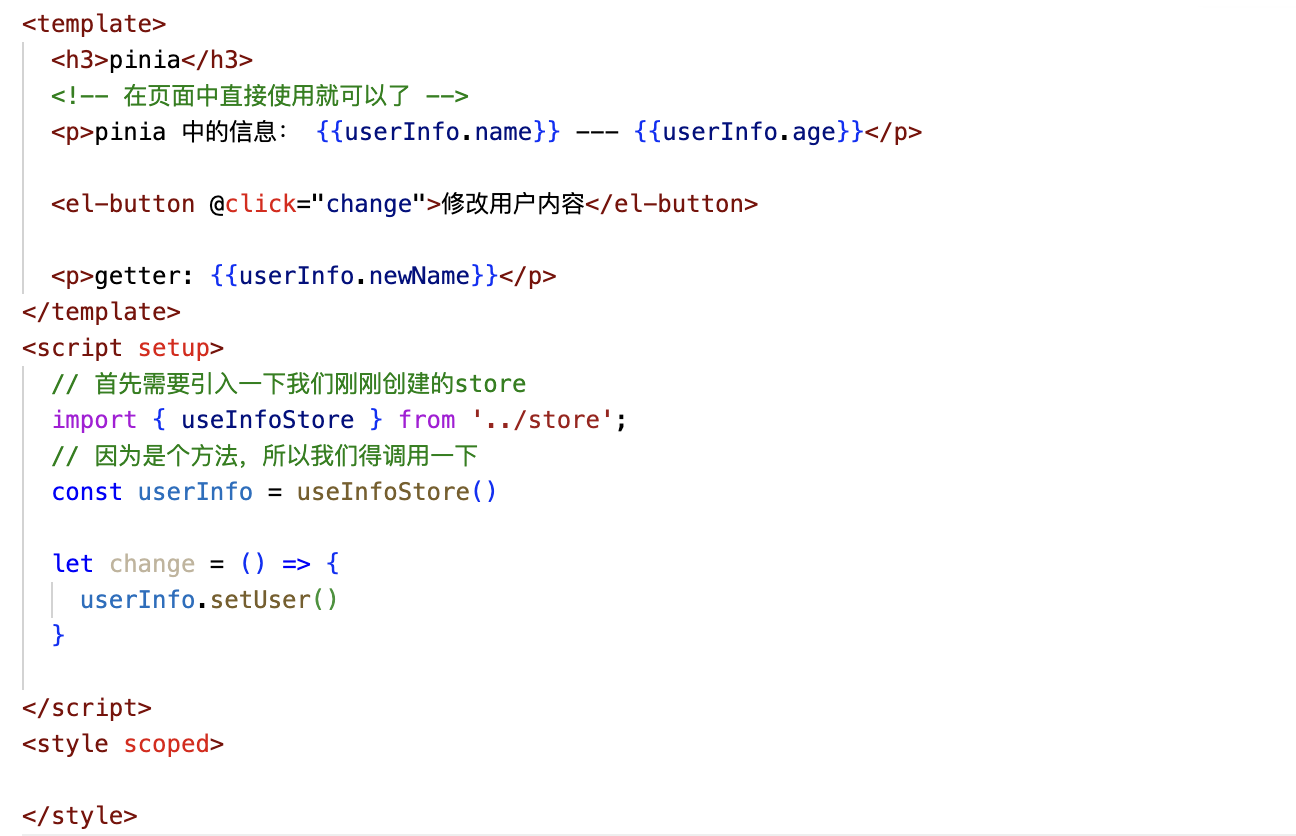 <template>
<h3>pinia</h3>
<!-- 在页面中直接使用就可以了 -->
<p>pinia 中的信息： {{userInfo.name}} --- {{userInfo.age}}</p>
<el-button @click="change">修改用户内容</el-button>
<p>getter: {{userInfo.newName}}</p>
</template>
<script setup>
// 首先需要引入一下我们刚刚创建的store
import { useInfoStore } from '../store';
// 因为是个方法，所以我们得调用一下
const userInfo = useInfoStore()
let change = () => {
userInfo.setUser()
}
</script>
<style scoped>
</style>